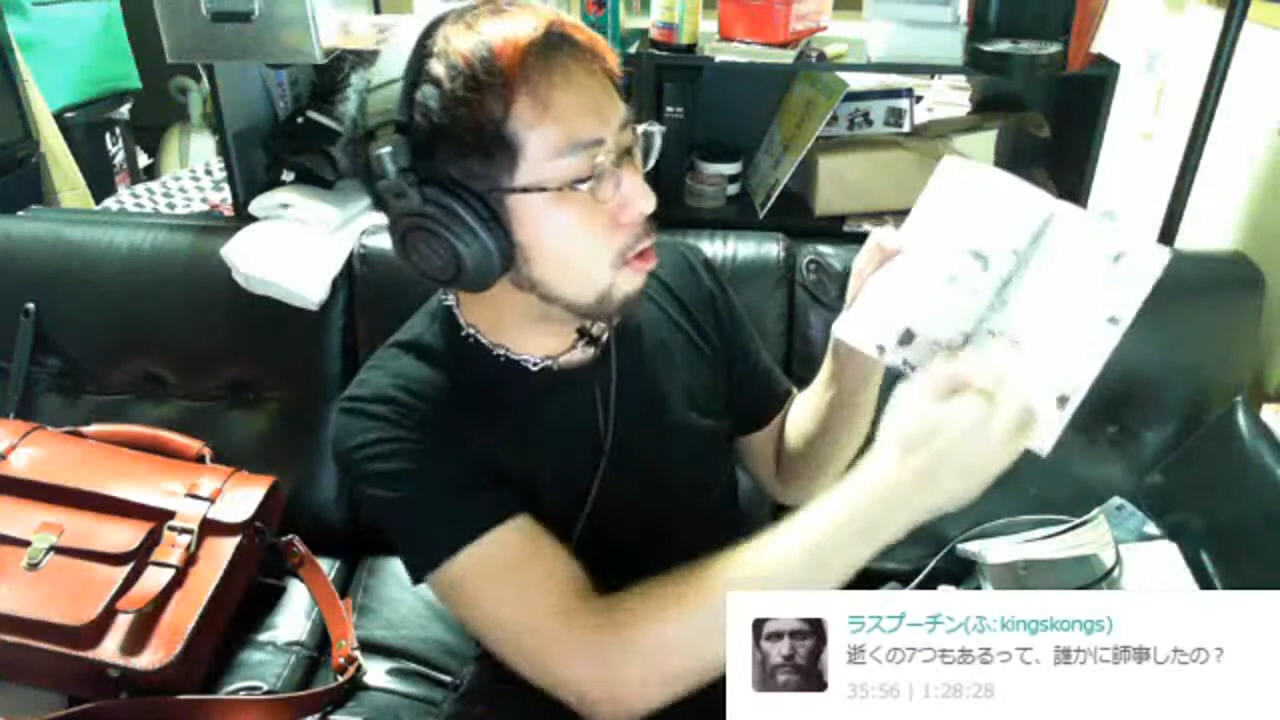 ラスプーチン(ふ:kingskongs)
逝くの7つもあるって、誰かに師事したの？
35:56 | 1:28:28